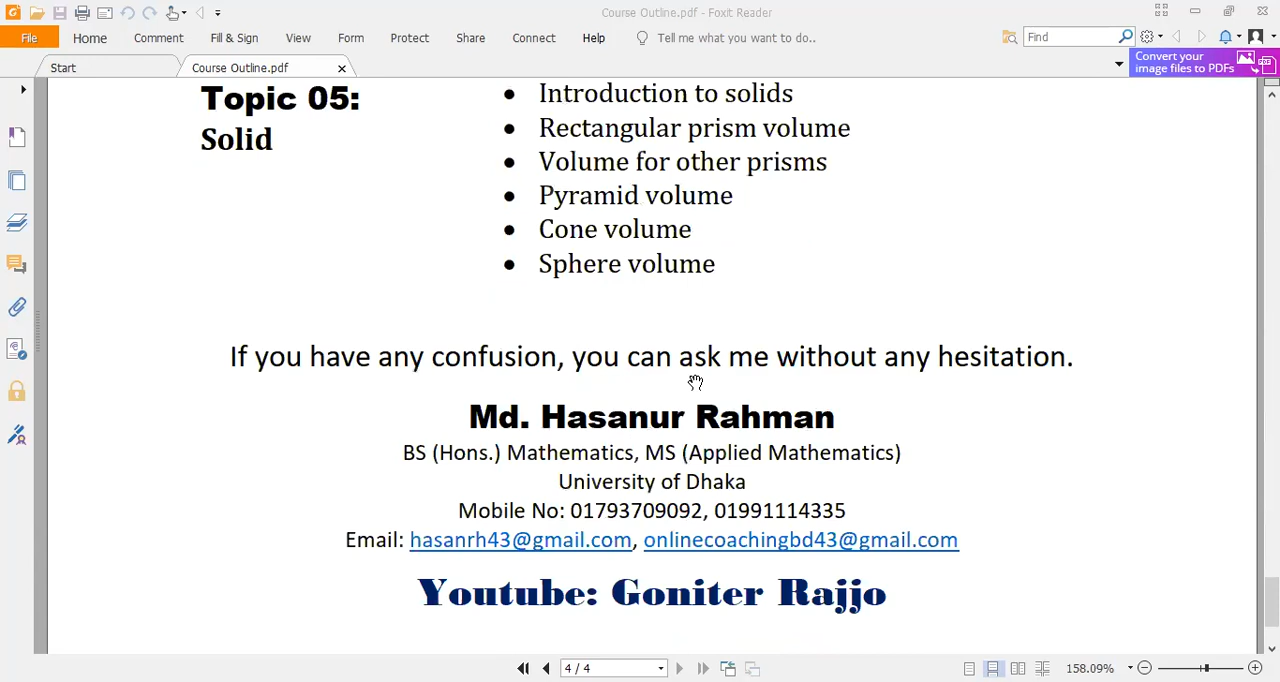 Course Outline.pdf - Foxit Reader
File Home Comment Fill & Sign View Form Protect Share Connect Help Tell me what you want to do.. Find
Start Course Outline.pdf
Convert your
image files to PDFs
Topic 05:
Solid
• Introduction to solids
• Rectangular prism volume
• Volume for other prisms
• Pyramid volume
• Cone volume
• Sphere volume
If you have any confusion, you can ask me without any hesitation.
Md. Hasanur Rahman
BS (Hons.) Mathematics, MS (Applied Mathematics)
University of Dhaka
Mobile No: 01793709092, 01991114335
Email: hasanrh43@gmail.com, onlinecoachingbd43@gmail.com
Youtube: Goniter Rajjo
4 / 4 158.09%